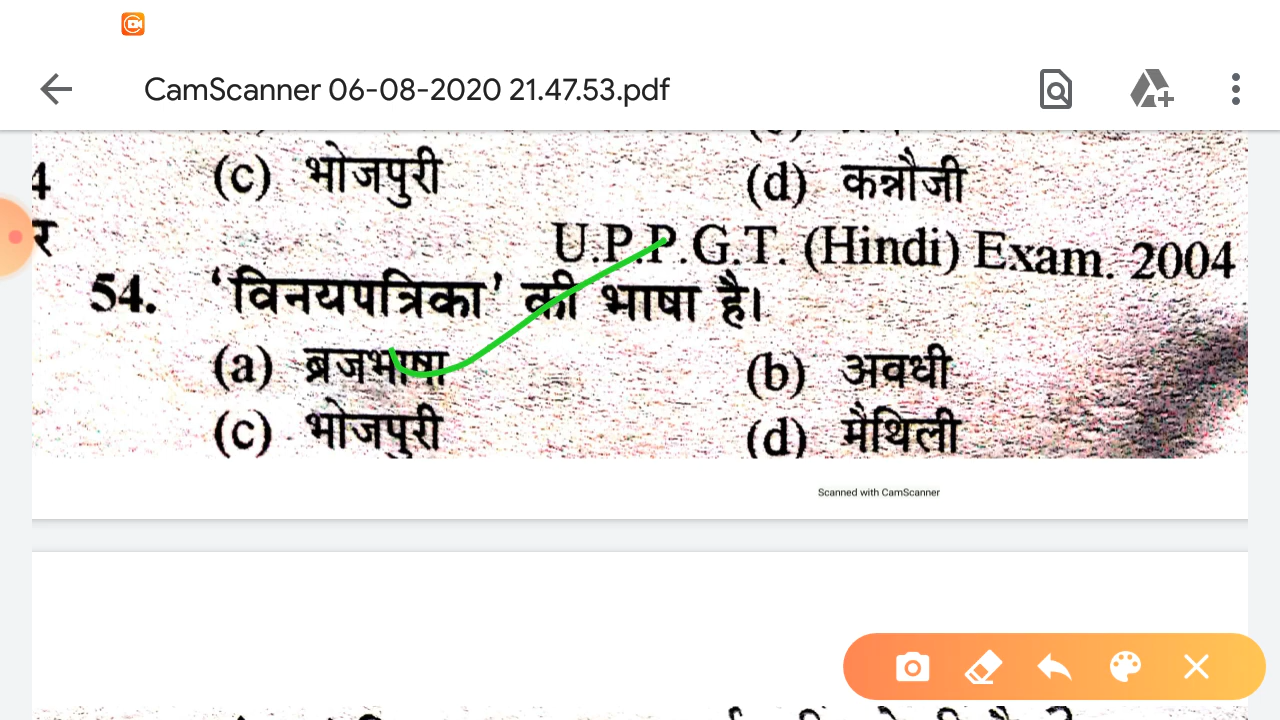 CamScanner 06-08-2020 21.47.53.pdf
4 (c) भोजपुरी (d) कन्नौजी
र U.P.P.G.T. (Hindi) Exam. 2004
54. 'विनयपत्रिका' की भाषा है।
(a) ब्रजभाषा (b) अवधी
(c) भोजपुरी (d) मैथिली
Scanned with CamScanner